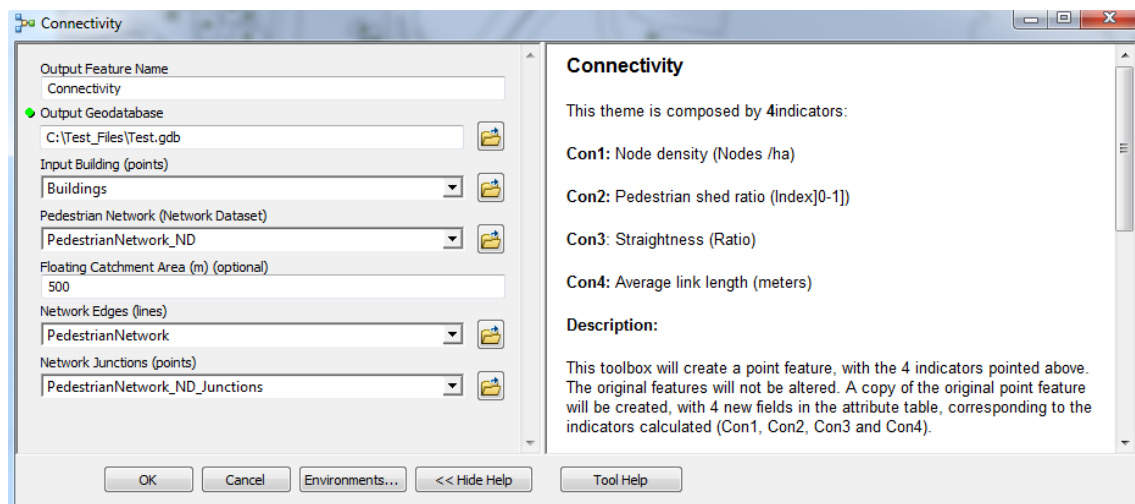 Connectivity
Output Feature Name
Connectivity
Output Geodatabase
C:\Test_Files\Test.gdb
Input Building (points)
Buildings
Pedestrian Network (Network Dataset)
PedestrianNetwork_ND
Floating Catchment Area (m) (optional)
500
Network Edges (lines)
PedestrianNetwork
Network Junctions (points)
PedestrianNetwork_ND_Junctions
Connectivity
This theme is composed by 4indicators:
Con1: Node density (Nodes /ha)
Con2: Pedestrian shed ratio (Index]0-1])
Con3: Straightness (Ratio)
Con4: Average link length (meters)
Description:
This toolbox will create a point feature, with the 4 indicators pointed above.
The original features will not be altered. A copy of the original point feature
will be created, with 4 new fields in the attribute table, corresponding to the
indicators calculated (Con1, Con2, Con3 and Con4).
OK
Cancel
Environments...
<< Hide Help
Tool Help